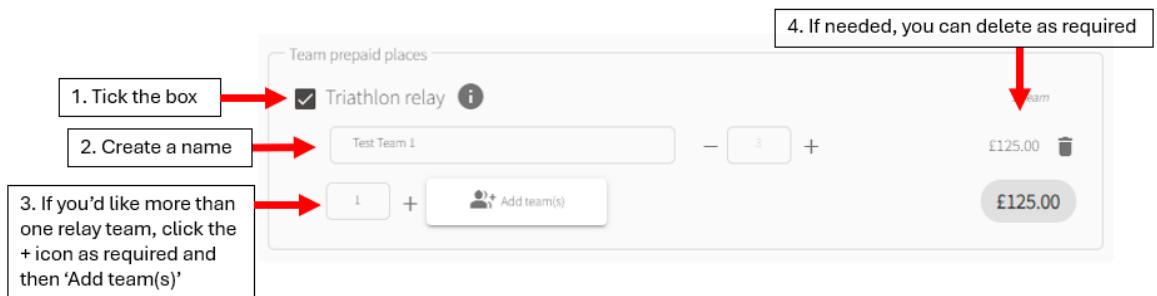 4. If needed, you can delete as required
Team prepaid places
1. Tick the box
Triathlon relay
2. Create a name
Test Team 1
− 3 +
£125.00
3. If you’d like more than
one relay team, click the
+ icon as required and
then ‘Add team(s)’
1 +
Add team(s)
£125.00